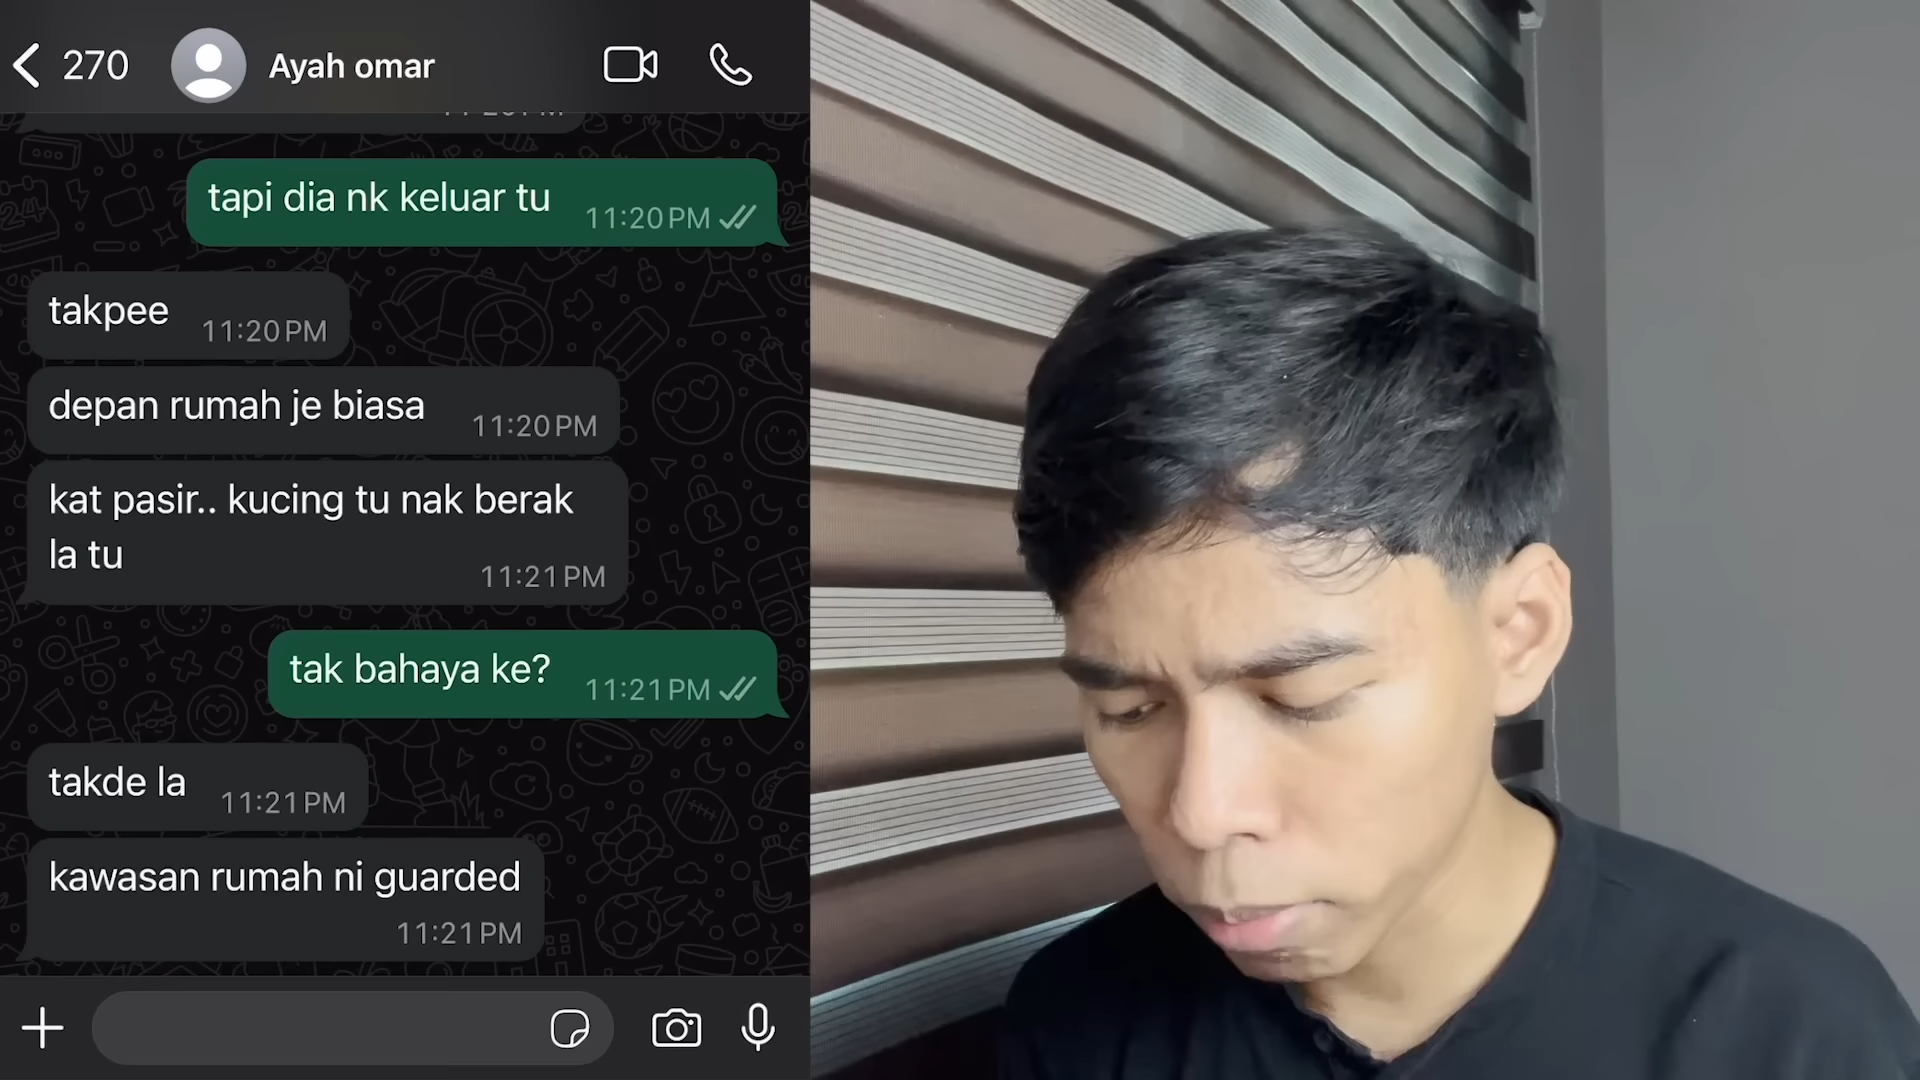 270
Ayah omar
tapi dia nk keluar tu
11:20 PM
takpee
11:20 PM
depan rumah je biasa
11:20 PM
kat pasir.. kucing tu nak berak
la tu
11:21 PM
tak bahaya ke?
11:21 PM
takde la
11:21 PM
kawasan rumah ni guarded
11:21 PM